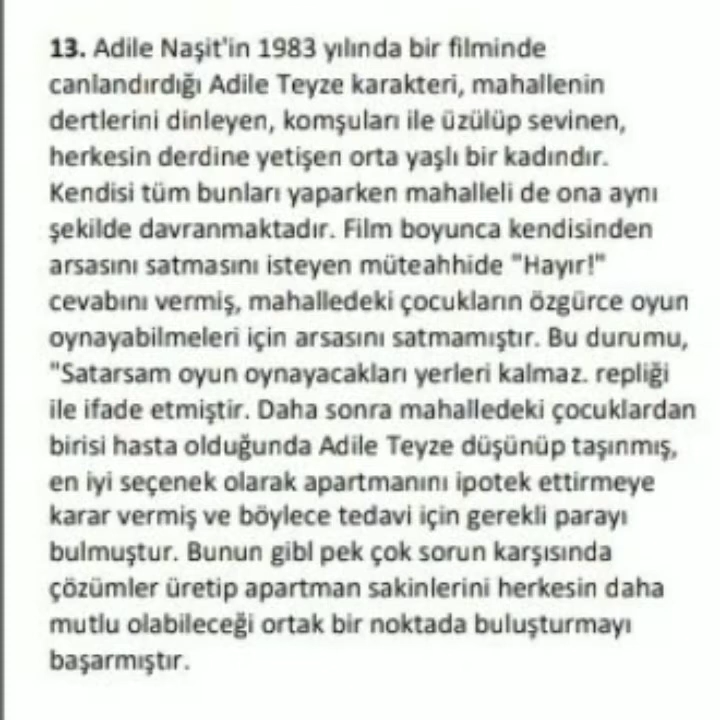 13. Adile Naşit'in 1983 yılında bir filminde
canlandırdığı Adile Teyze karakteri, mahallenin
dertlerini dinleyen, komşuları ile üzülüp sevinen,
herkesin derdine yetişen orta yaşlı bir kadındır.
Kendisi tüm bunları yaparken mahalleli de ona aynı
şekilde davranmaktadır. Film boyunca kendisinden
arsasını satmasını isteyen müteahhide "Hayır!"
cevabını vermiş, mahalledeki çocukların özgürce oyun
oynayabilmeleri için arsasını satmamıştır. Bu durumu,
"Satarsam oyun oynayacakları yerleri kalmaz. repliği
ile ifade etmiştir. Daha sonra mahalledeki çocuklardan
birisi hasta olduğunda Adile Teyze düşünüp taşınmış,
en iyi seçenek olarak apartmanını ipotek ettirmeye
karar vermiş ve böylece tedavi için gerekli parayı
bulmuştur. Bunun gibl pek çok sorun karşısında
çözümler üretip apartman sakinlerini herkesin daha
mutlu olabileceği ortak bir noktada buluşturmayı
başarmıştır.